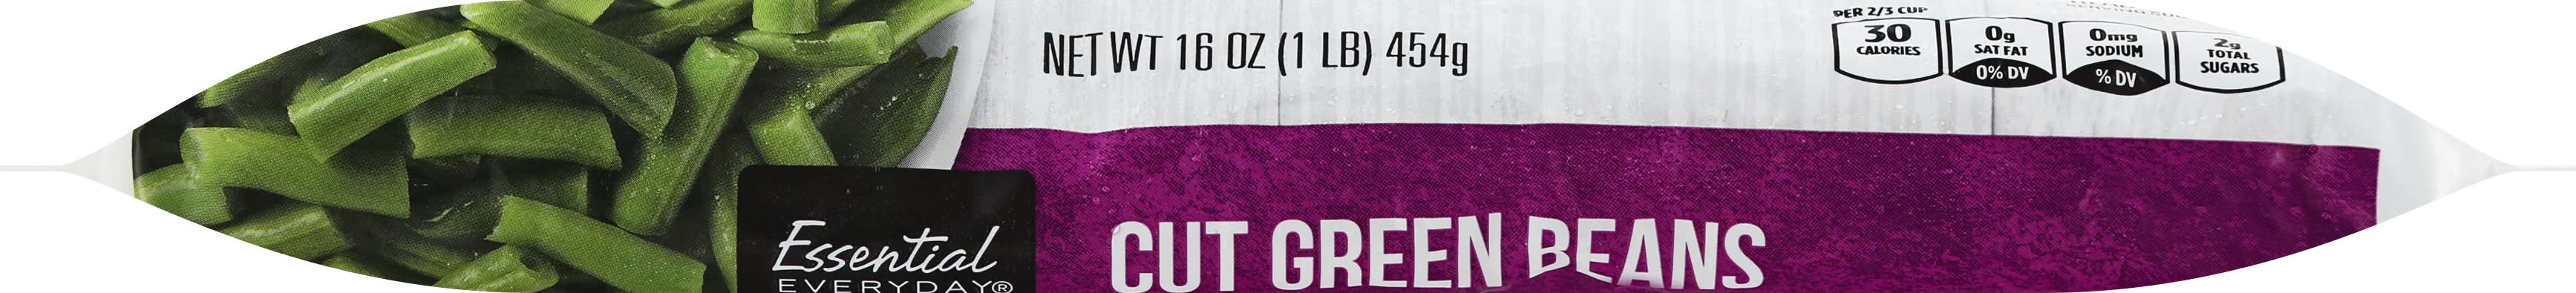 NET WT 16 OZ (1 LB) 454g
PER 2/3 CUP
30
CALORIES
0g
SAT FAT
0% DV
0mg
SODIUM
% DV
2g
TOTAL
SUGARS
Essential
EVERYDAY®
CUT GREEN BEANS